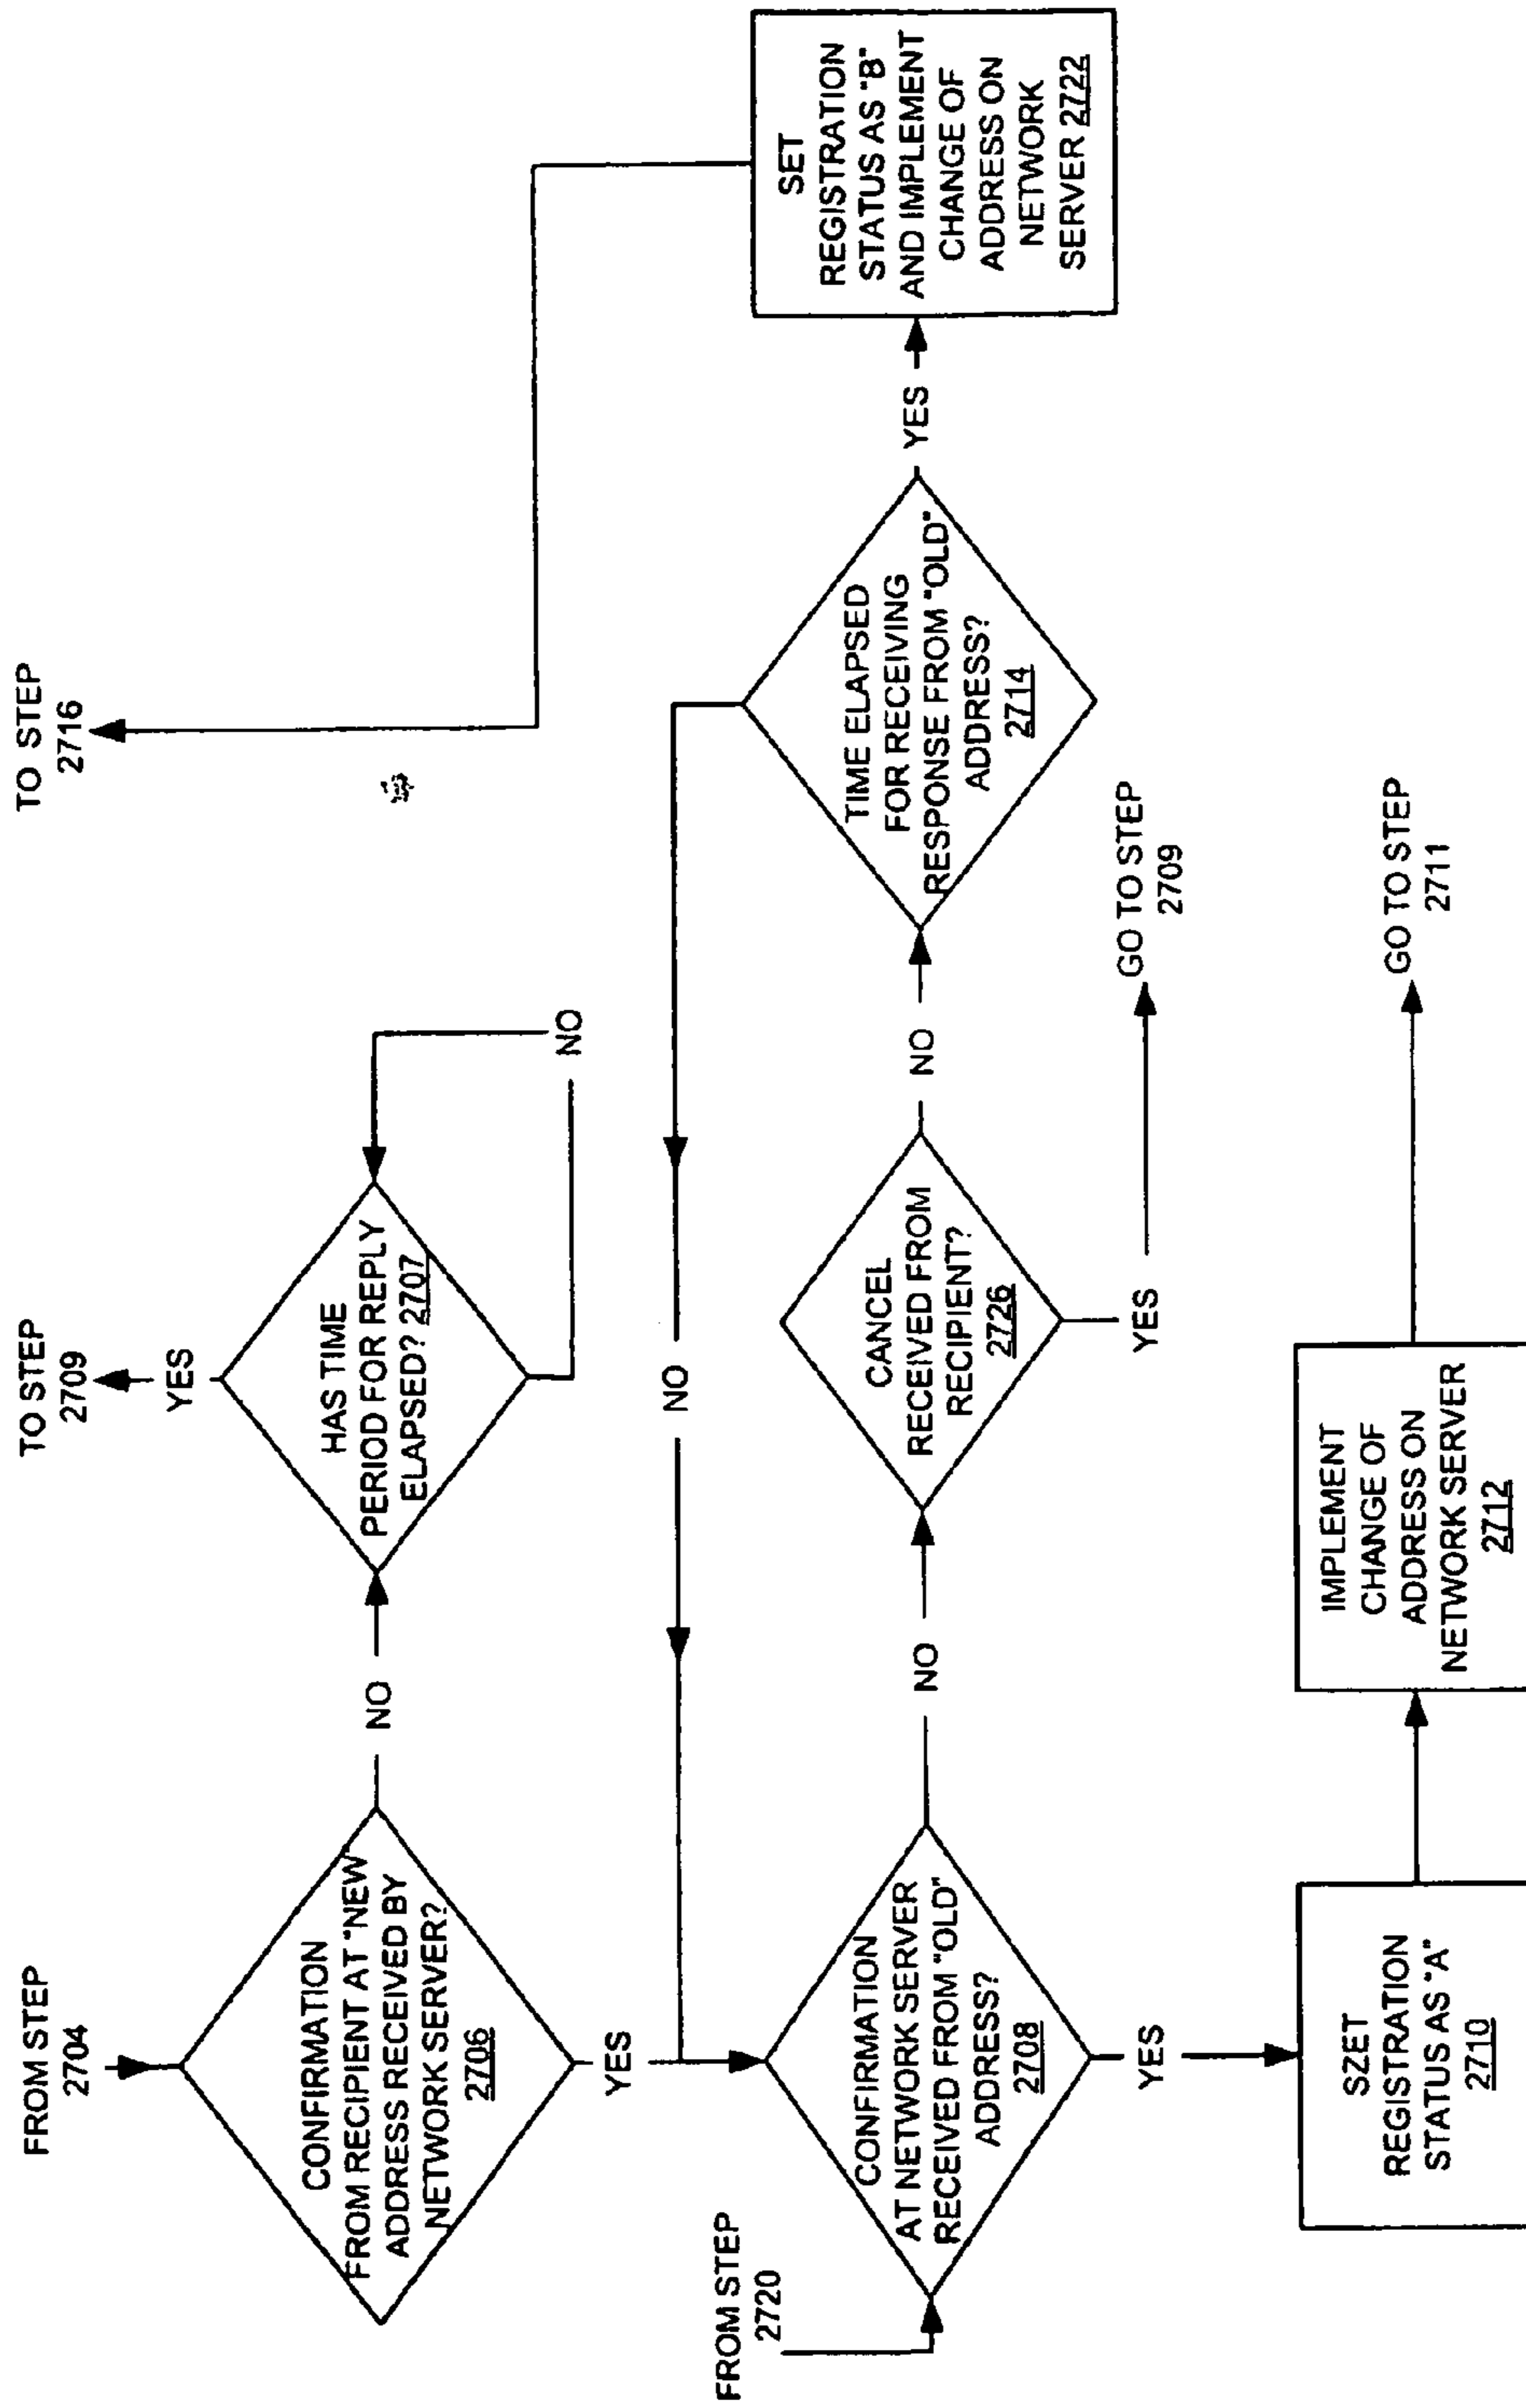 FROM STEP
2704
CONFIRMATION
FROM RECIPIENT AT "NEW
ADDRESS RECEIVED BY
NETWORK SERVER?
2706
NO
HAS TIME
PERIOD FOR REPLY
ELAPSED? 2707
YES
TO STEP
2709
NO
TO STEP
2716
YES
NO
FROM STEP
2720
CONFIRMATION
AT NETWORK SERVER
RECEIVED FROM "OLD"
ADDRESS?
2708
NO
CANCEL
RECEIVED FROM
RECIPIENT?
2726
NO
TIME ELAPSED
FOR RECEIVING
RESPONSE FROM "OLD"
ADDRESS?
2714
YES
SET
REGISTRATION
STATUS AS "B"
AND IMPLEMENT
CHANGE OF
ADDRESS ON
NETWORK
SERVER 2722
YES
GO TO STEP
2709
YES
SZET
REGISTRATION
STATUS AS "A"
2710
IMPLEMENT
CHANGE OF
ADDRESS ON
NETWORK SERVER
2712
GO TO STEP
2711